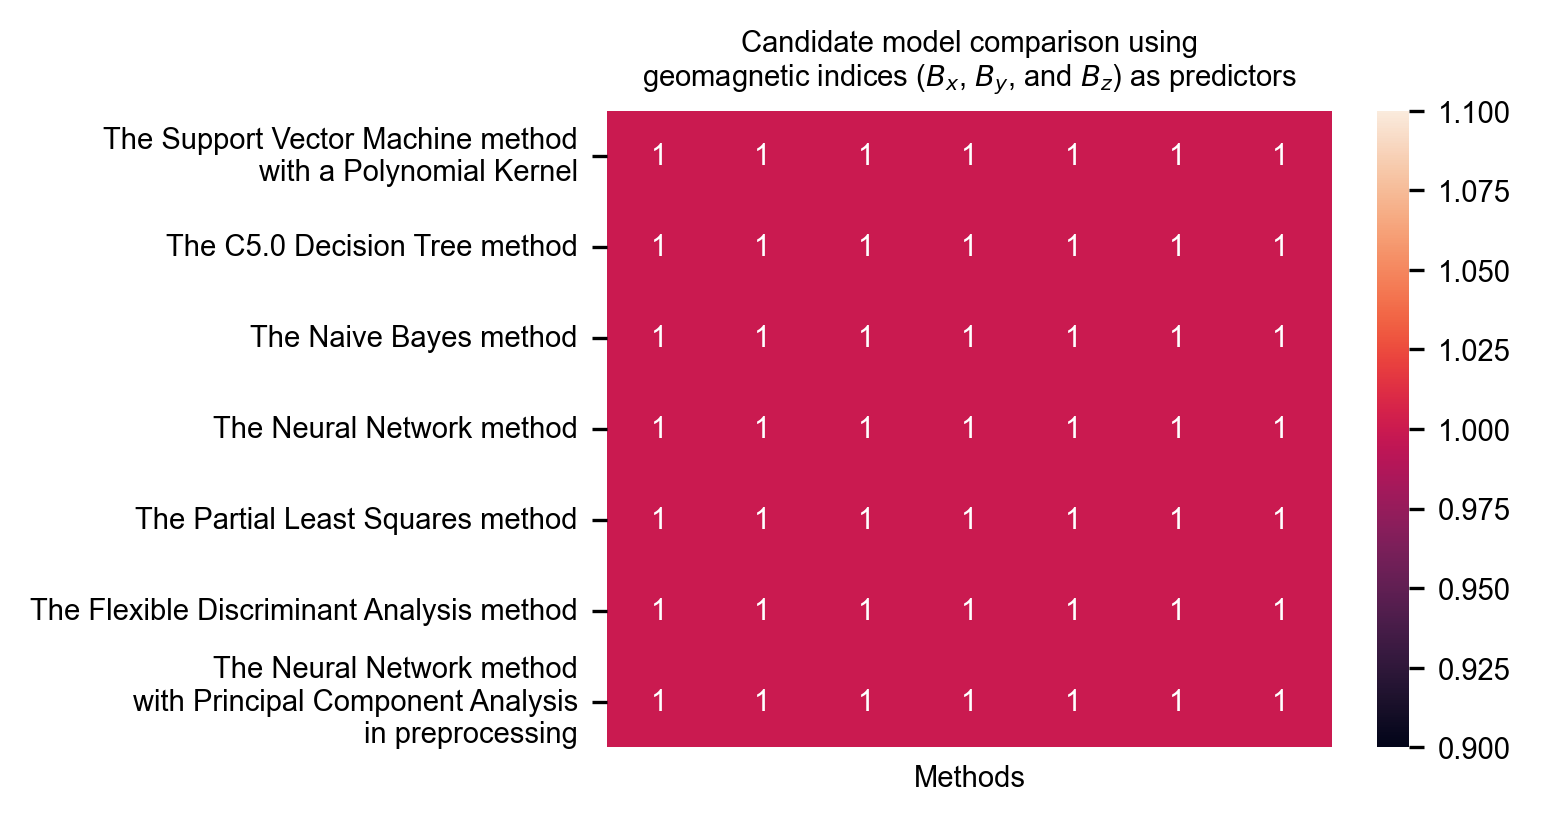 Candidate model comparison using
geomagnetic indices (Bx, By, and Bz) as predictors
The Support Vector Machine method
with a Polynomial Kernel
1 1 1 1 1 1 1
The C5.0 Decision Tree method
1 1 1 1 1 1 1
The Naive Bayes method
1 1 1 1 1 1 1
The Neural Network method
1 1 1 1 1 1 1
The Partial Least Squares method
1 1 1 1 1 1 1
The Flexible Discriminant Analysis method
1 1 1 1 1 1 1
The Neural Network method
with Principal Component Analysis
in preprocessing
1 1 1 1 1 1 1
Methods
1.100
1.075
1.050
1.025
1.000
0.975
0.950
0.925
0.900